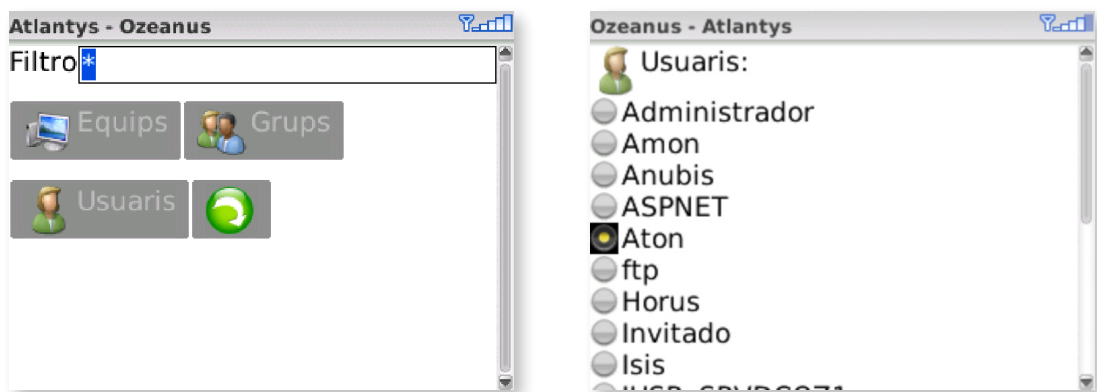 Atlantys - Ozeanus
Filtro *
Equips Grups
Usuaris
Ozeanus - Atlantys
Usuaris:
Administrador
Amon
Anubis
ASPNET
Aton
ftp
Horus
Invitado
Isis